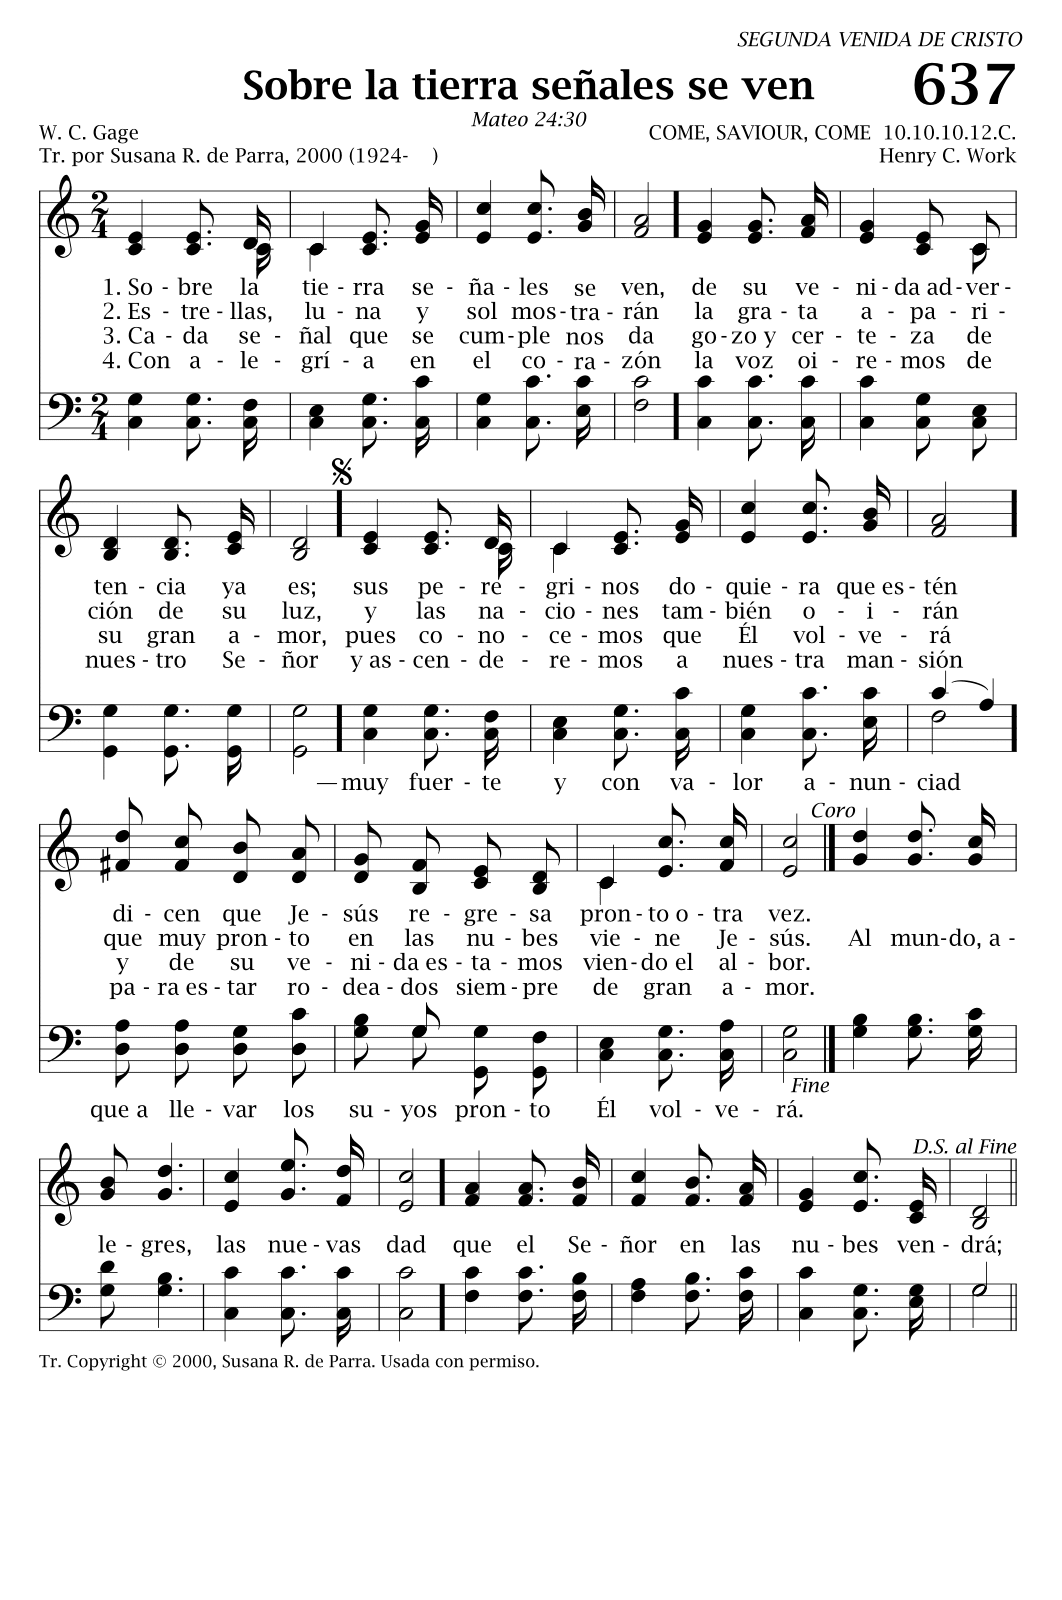 SEGUNDA VENIDA DE CRISTO
Sobre la tierra señales se ven 637
Mateo 24:30
W. C. Gage COME, SAVIOUR, COME 10.10.10.12.C.
Tr. por Susana R. de Parra, 2000 (1924- ) Henry C. Work
1. So - bre la tie - rra se - ña - les se ven, de su ve - ni - da ad - ver -
2. Es - tre - llas, lu - na y sol mos - tra - rán la gra - ta a - pa - ri -
3. Ca - da se - ñal que se cum - ple nos da go - zo y cer - te - za de
4. Con a - le - grí - a en el co - ra - zón la voz oi - re - mos de
ten - cia ya es; sus pe - re - gri - nos do - quie - ra que es - tén
ción de su luz, y las na - cio - nes tam - bién o - i - rán
su gran a - mor, pues co - no - ce - mos que Él vol - ve - rá
nues - tro Se - ñor y as - cen - de - re - mos a nues - tra man - sión
— muy fuer - te y con va - lor a - nun - ciad
Coro
di - cen que Je - sús re - gre - sa pron - to o - tra vez.
que muy pron - to en las nu - bes vie - ne Je - sús. Al mun - do, a -
y de su ve - ni - da es - ta - mos vien - do el al - bor.
pa - ra es - tar ro - dea - dos siem - pre de gran a - mor.
Fine
que a lle - var los su - yos pron - to Él vol - ve - rá.
D.S. al Fine
le - gres, las nue - vas dad que el Se - ñor en las nu - bes ven - drá;
Tr. Copyright © 2000, Susana R. de Parra. Usada con permiso.